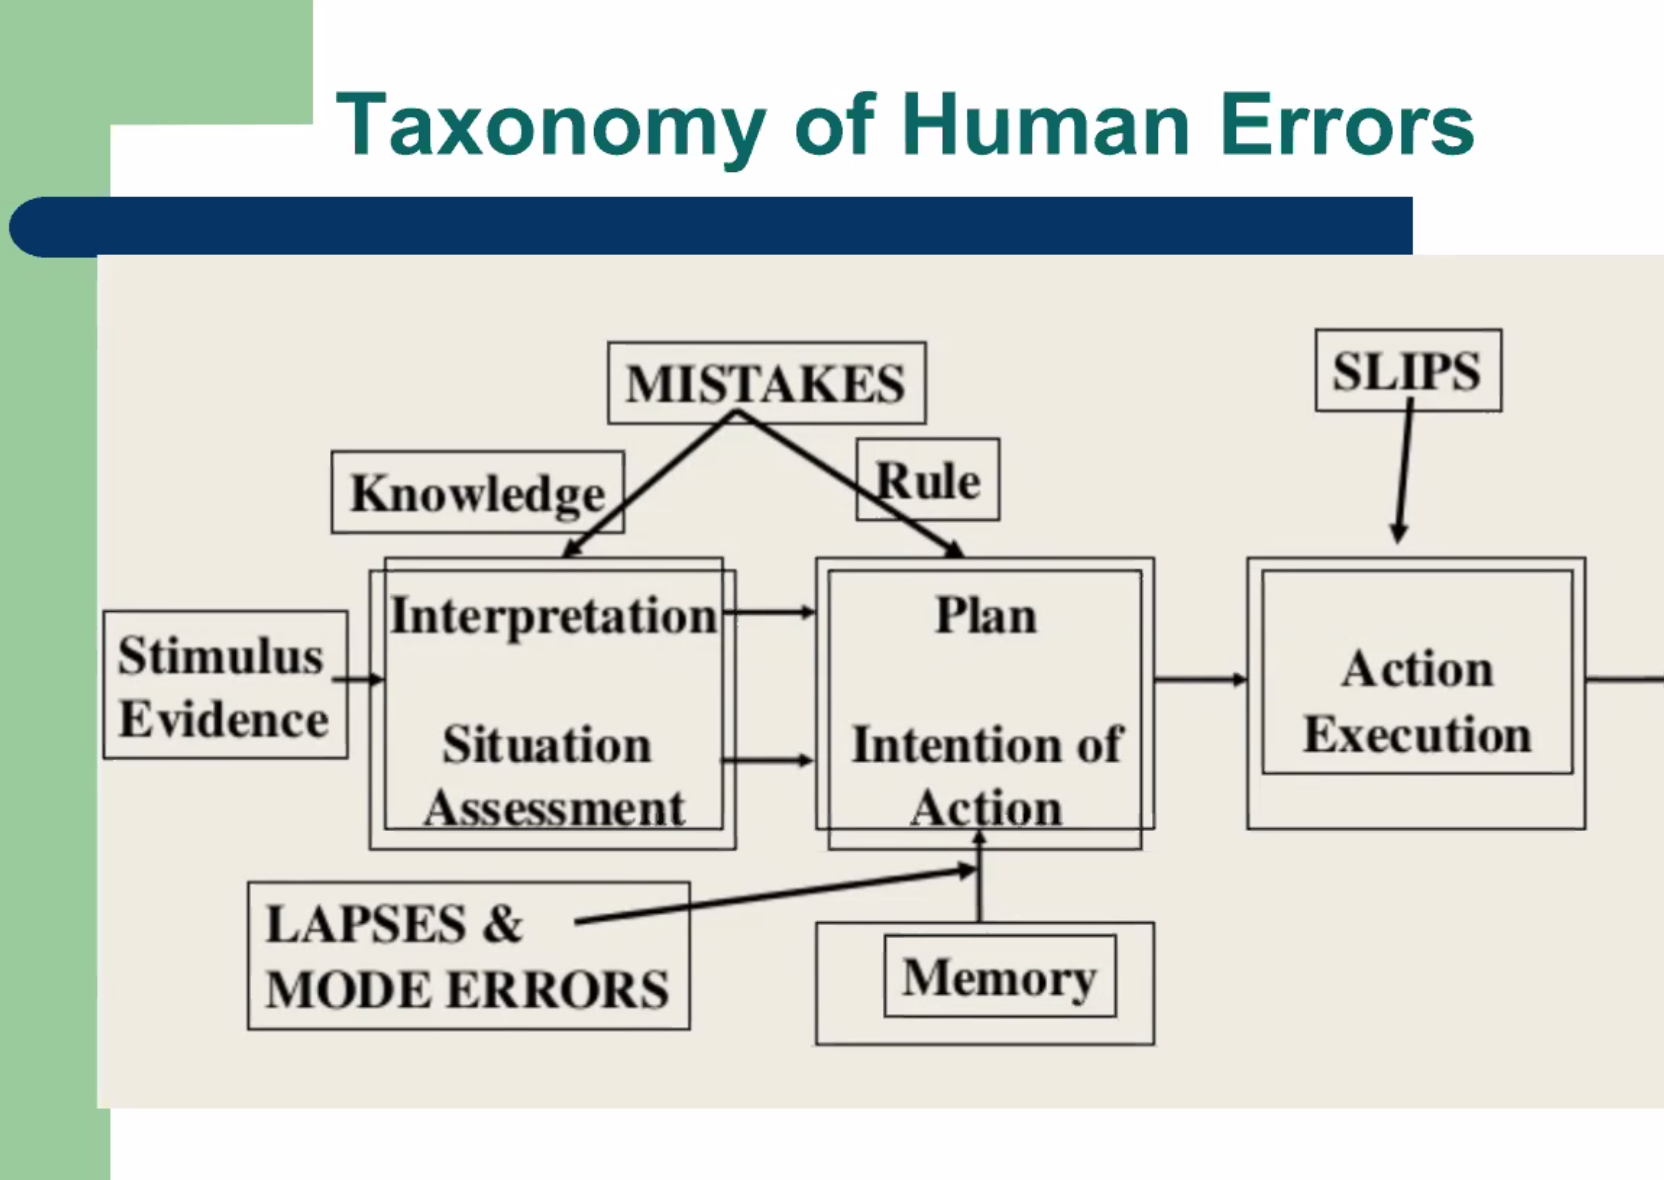 Taxonomy of Human Errors
MISTAKES
SLIPS
Knowledge
Rule
Stimulus
Evidence
Interpretation
Situation
Assessment
Plan
Intention of
Action
Action
Execution
LAPSES &
MODE ERRORS
Memory